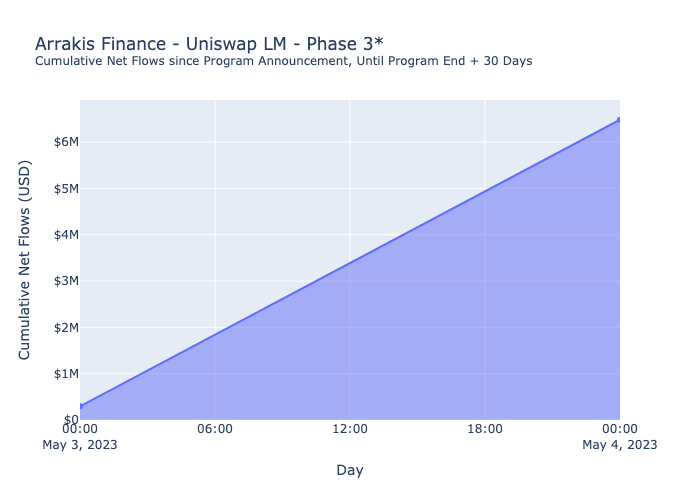 Arrakis Finance - Uniswap LM - Phase 3*
Cumulative Net Flows since Program Announcement, Until Program End + 30 Days
Cumulative Net Flows (USD)
$6M
$5M
$4M
$3M
$2M
$1M
$0
00:00 06:00 12:00 18:00 00:00
May 3, 2023 May 4, 2023
Day